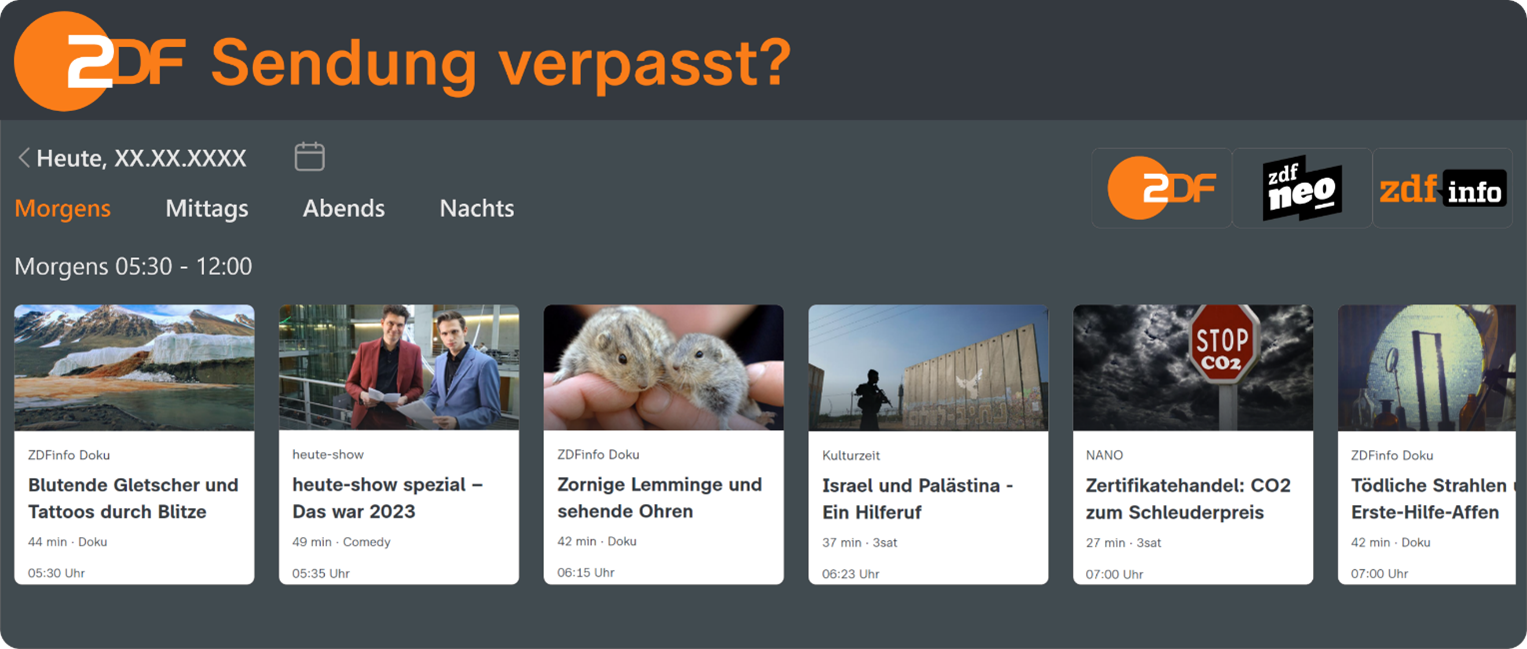 ZDF Sendung verpasst?
Heute, XX.XX.XXXX
Morgens Mittags Abends Nachts
ZDF
zdf
neo
zdf info
Morgens 05:30 - 12:00
ZDFinfo Doku
Blutende Gletscher und
Tattoos durch Blitze
44 min · Doku
05:30 Uhr
heute-show
heute-show spezial –
Das war 2023
49 min · Comedy
05:35 Uhr
ZDFinfo Doku
Zornige Lemminge und
sehende Ohren
42 min · Doku
06:15 Uhr
Kulturzeit
Israel und Palästina -
Ein Hilferuf
37 min · 3sat
06:23 Uhr
STOP
CO2
NANO
Zertifikatehandel: CO2
zum Schleuderpreis
27 min · 3sat
07:00 Uhr
ZDFinfo Doku
Tödliche Strahlen
Erste-Hilfe-Affen
42 min · Doku
07:00 Uhr